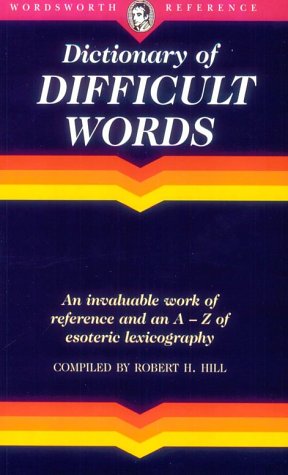 WORDSWORTH REFERENCE
Dictionary of
DIFFICULT
WORDS
An invaluable work of
reference and an A – Z of
esoteric lexicography
COMPILED BY ROBERT H. HILL